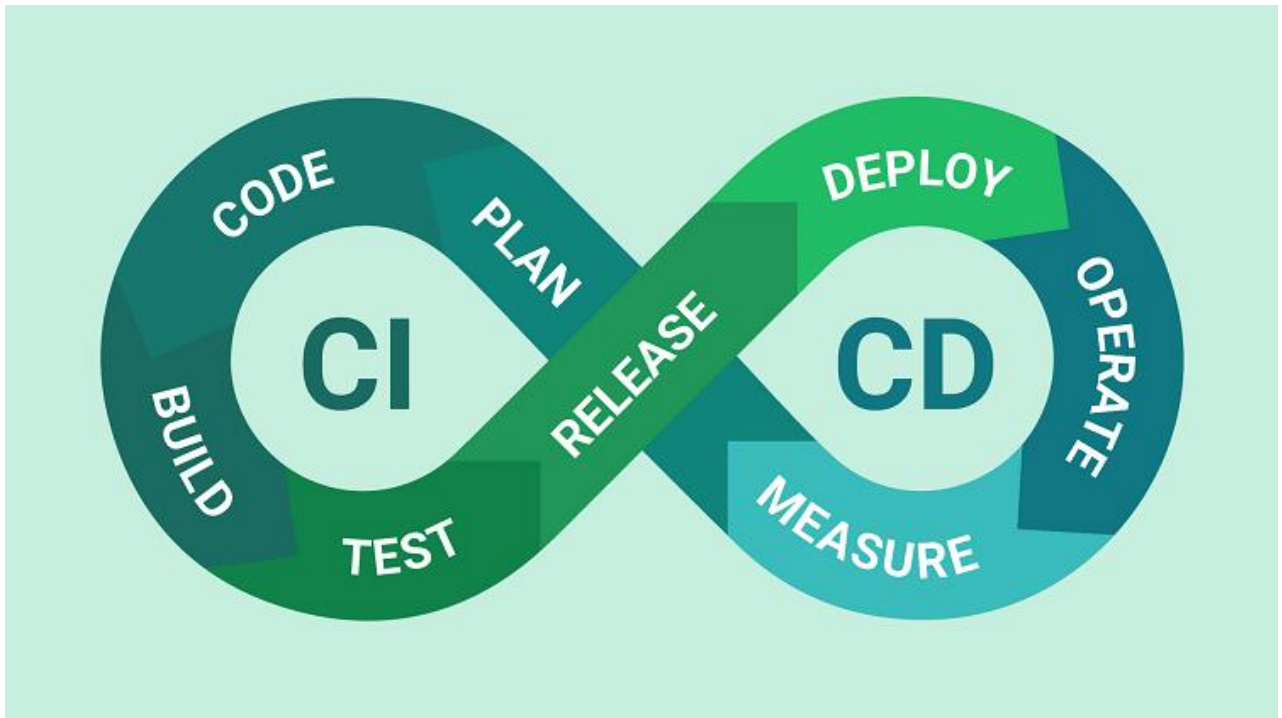 PLAN
CODE
BUILD
TEST
RELEASE
DEPLOY
OPERATE
MEASURE
CI
CD